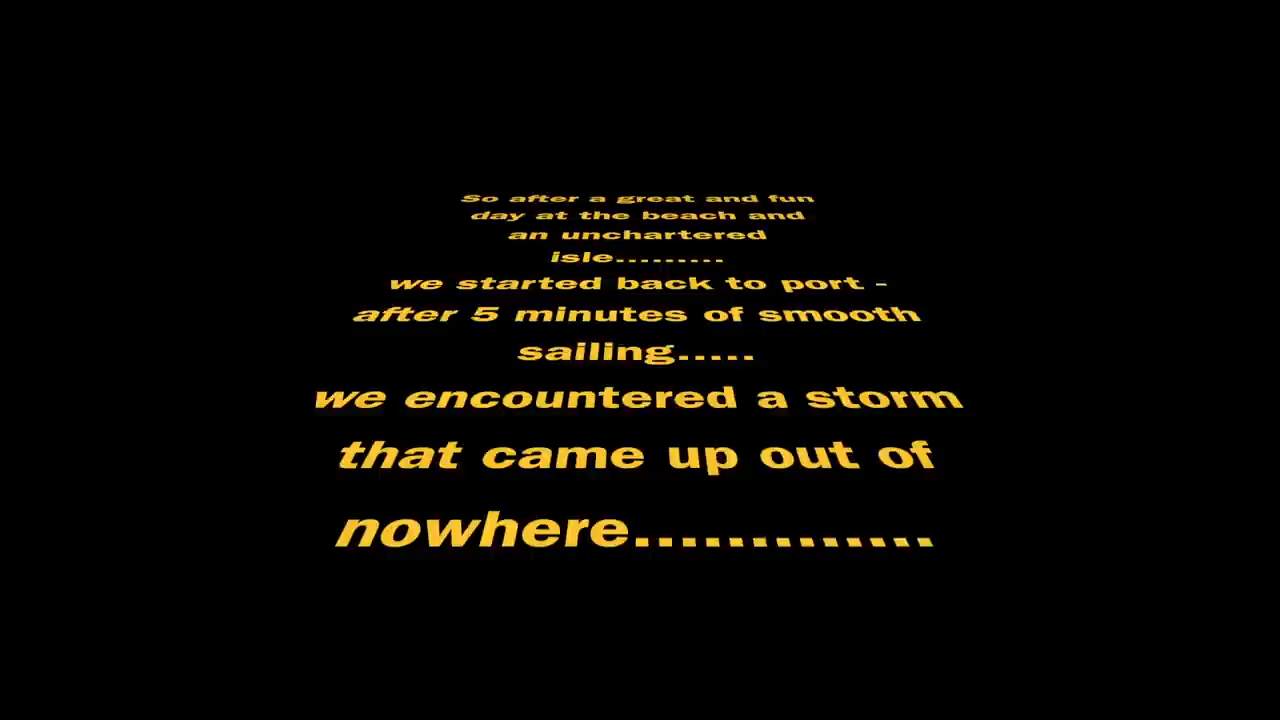 So after a great and fun
day at the beach and
an unchartered
isle.........
we started back to port -
after 5 minutes of smooth
sailing.....
we encountered a storm
that came up out of
nowhere.............